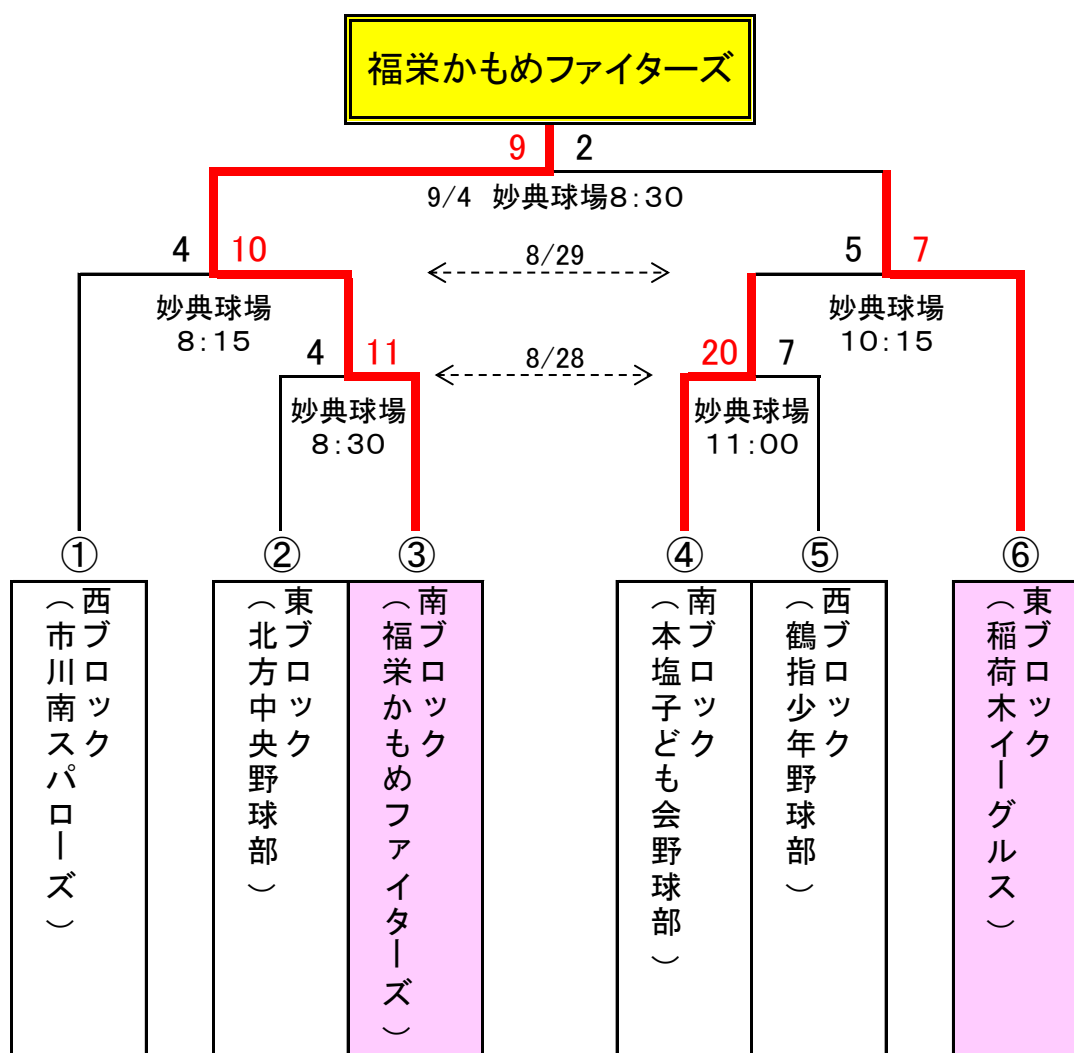 福栄かもめファイターズ
9 2
9/4 妙典球場8:30
4 10
8/29
5 7
妙典球場
8:15
妙典球場
10:15
4 11
8/28
20 7
妙典球場
8:30
妙典球場
11:00
① ② ③ ④ ⑤ ⑥
西ブロック
(市川南スパローズ)
東ブロック
(北方中央野球部)
南ブロック
(福栄かもめファイターズ)
南ブロック
(本塩子ども会野球部)
西ブロック
(鶴指少年野球部)
東ブロック
(稲荷木イーグルス)